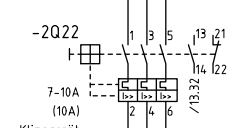 1 3 5 13 21
-2Q22
14 22
7-10A
I>> I>> I>>
(10A)
2 4 6
/13.32